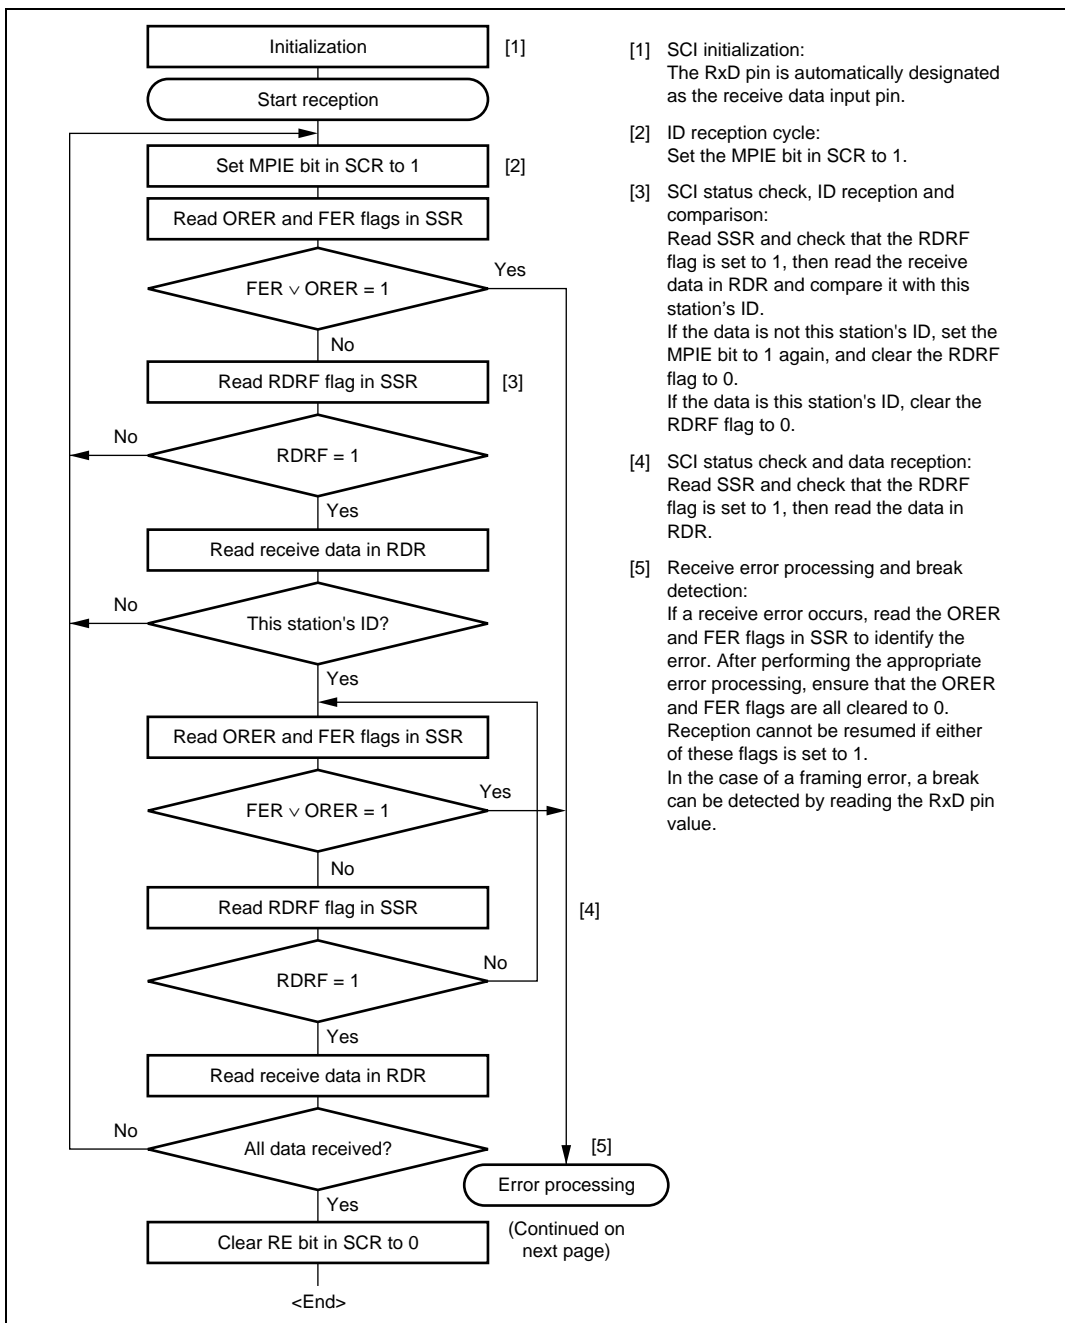 Initialization
[1]
Start reception
Set MPIE bit in SCR to 1
[2]
Read ORER and FER flags in SSR
FER ∨ ORER = 1
Yes
No
Read RDRF flag in SSR
[3]
RDRF = 1
No
Yes
Read receive data in RDR
This station's ID?
No
Yes
Read ORER and FER flags in SSR
FER ∨ ORER = 1
Yes
No
Read RDRF flag in SSR
[4]
RDRF = 1
No
Yes
Read receive data in RDR
All data received?
No
Yes
[5]
Error processing
(Continued on
next page)
Clear RE bit in SCR to 0
<End>
[1] SCI initialization:
The RxD pin is automatically designated
as the receive data input pin.
[2] ID reception cycle:
Set the MPIE bit in SCR to 1.
[3] SCI status check, ID reception and
comparison:
Read SSR and check that the RDRF
flag is set to 1, then read the receive
data in RDR and compare it with this
station's ID.
If the data is not this station's ID, set the
MPIE bit to 1 again, and clear the RDRF
flag to 0.
If the data is this station's ID, clear the
RDRF flag to 0.
[4] SCI status check and data reception:
Read SSR and check that the RDRF
flag is set to 1, then read the data in
RDR.
[5] Receive error processing and break
detection:
If a receive error occurs, read the ORER
and FER flags in SSR to identify the
error. After performing the appropriate
error processing, ensure that the ORER
and FER flags are all cleared to 0.
Reception cannot be resumed if either
of these flags is set to 1.
In the case of a framing error, a break
can be detected by reading the RxD pin
value.